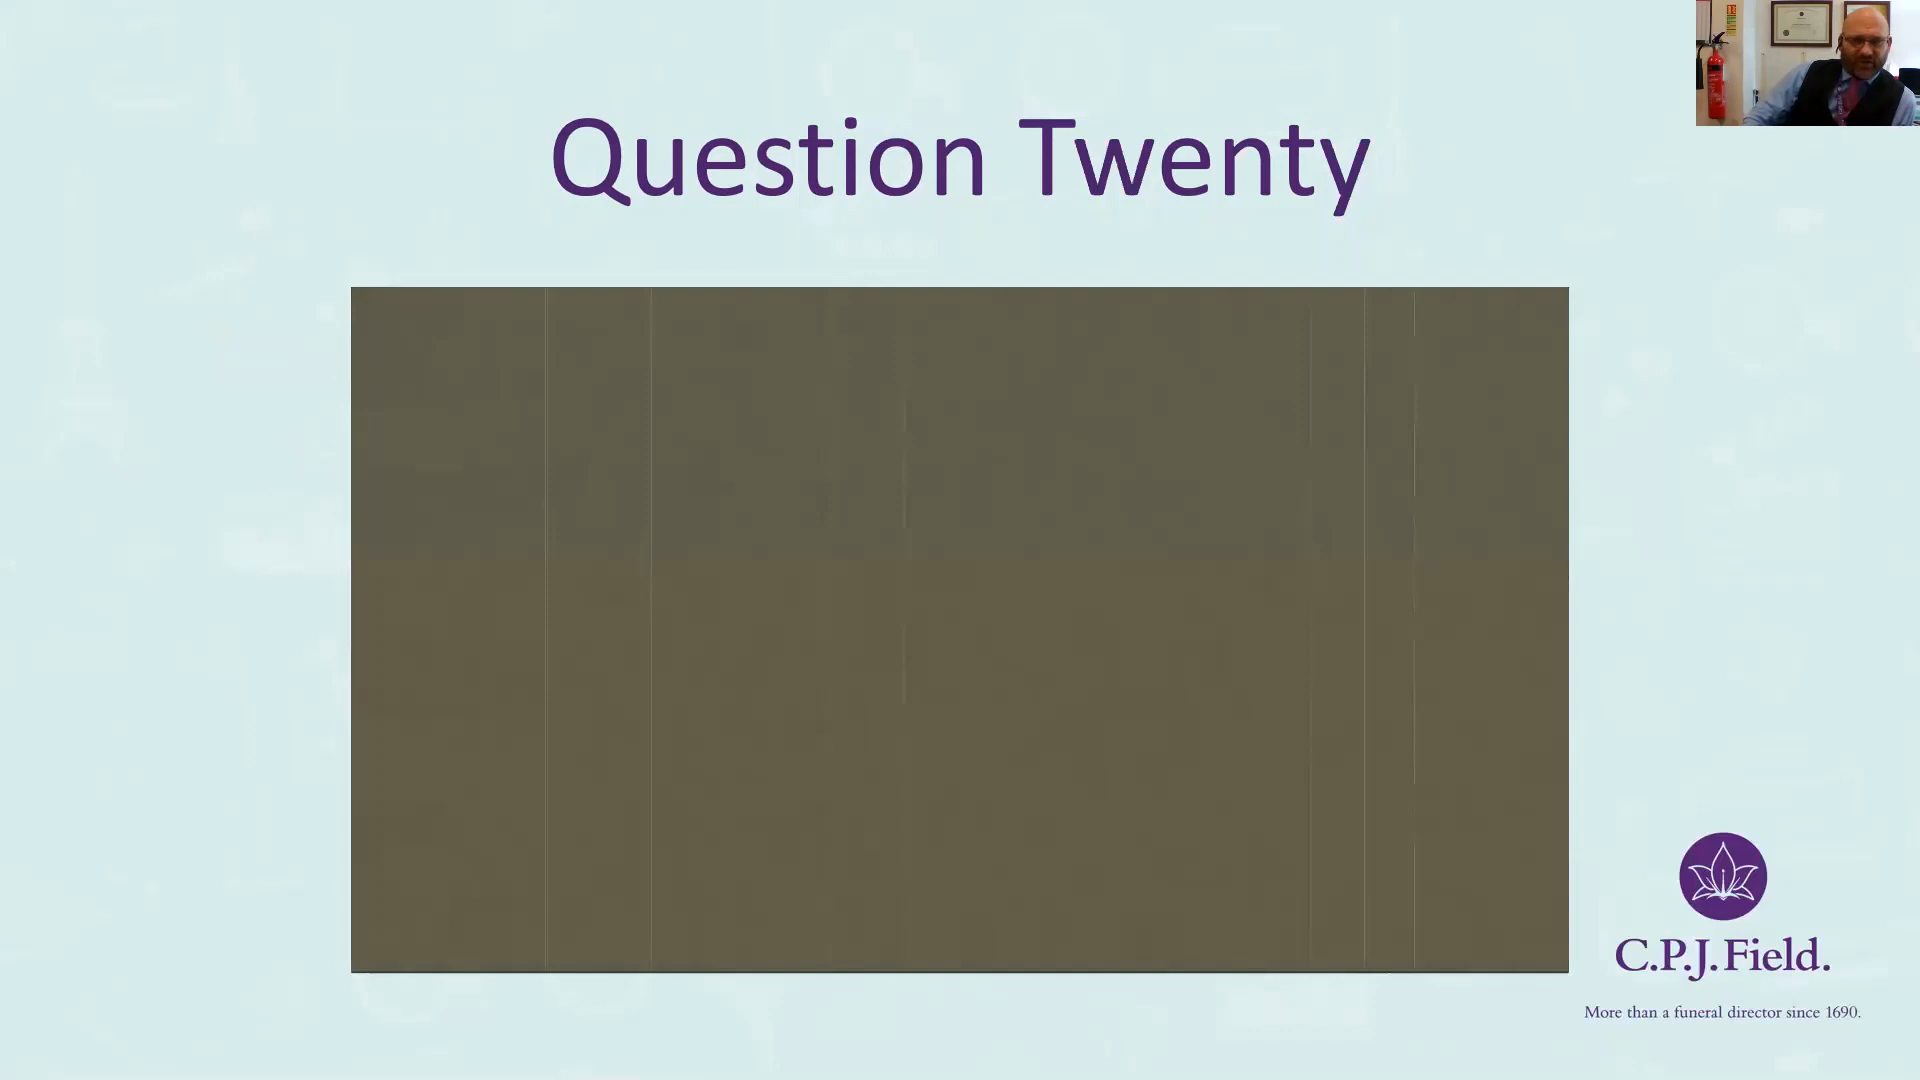 Question Twenty
C.P.J. Field.
More than a funeral director since 1690.